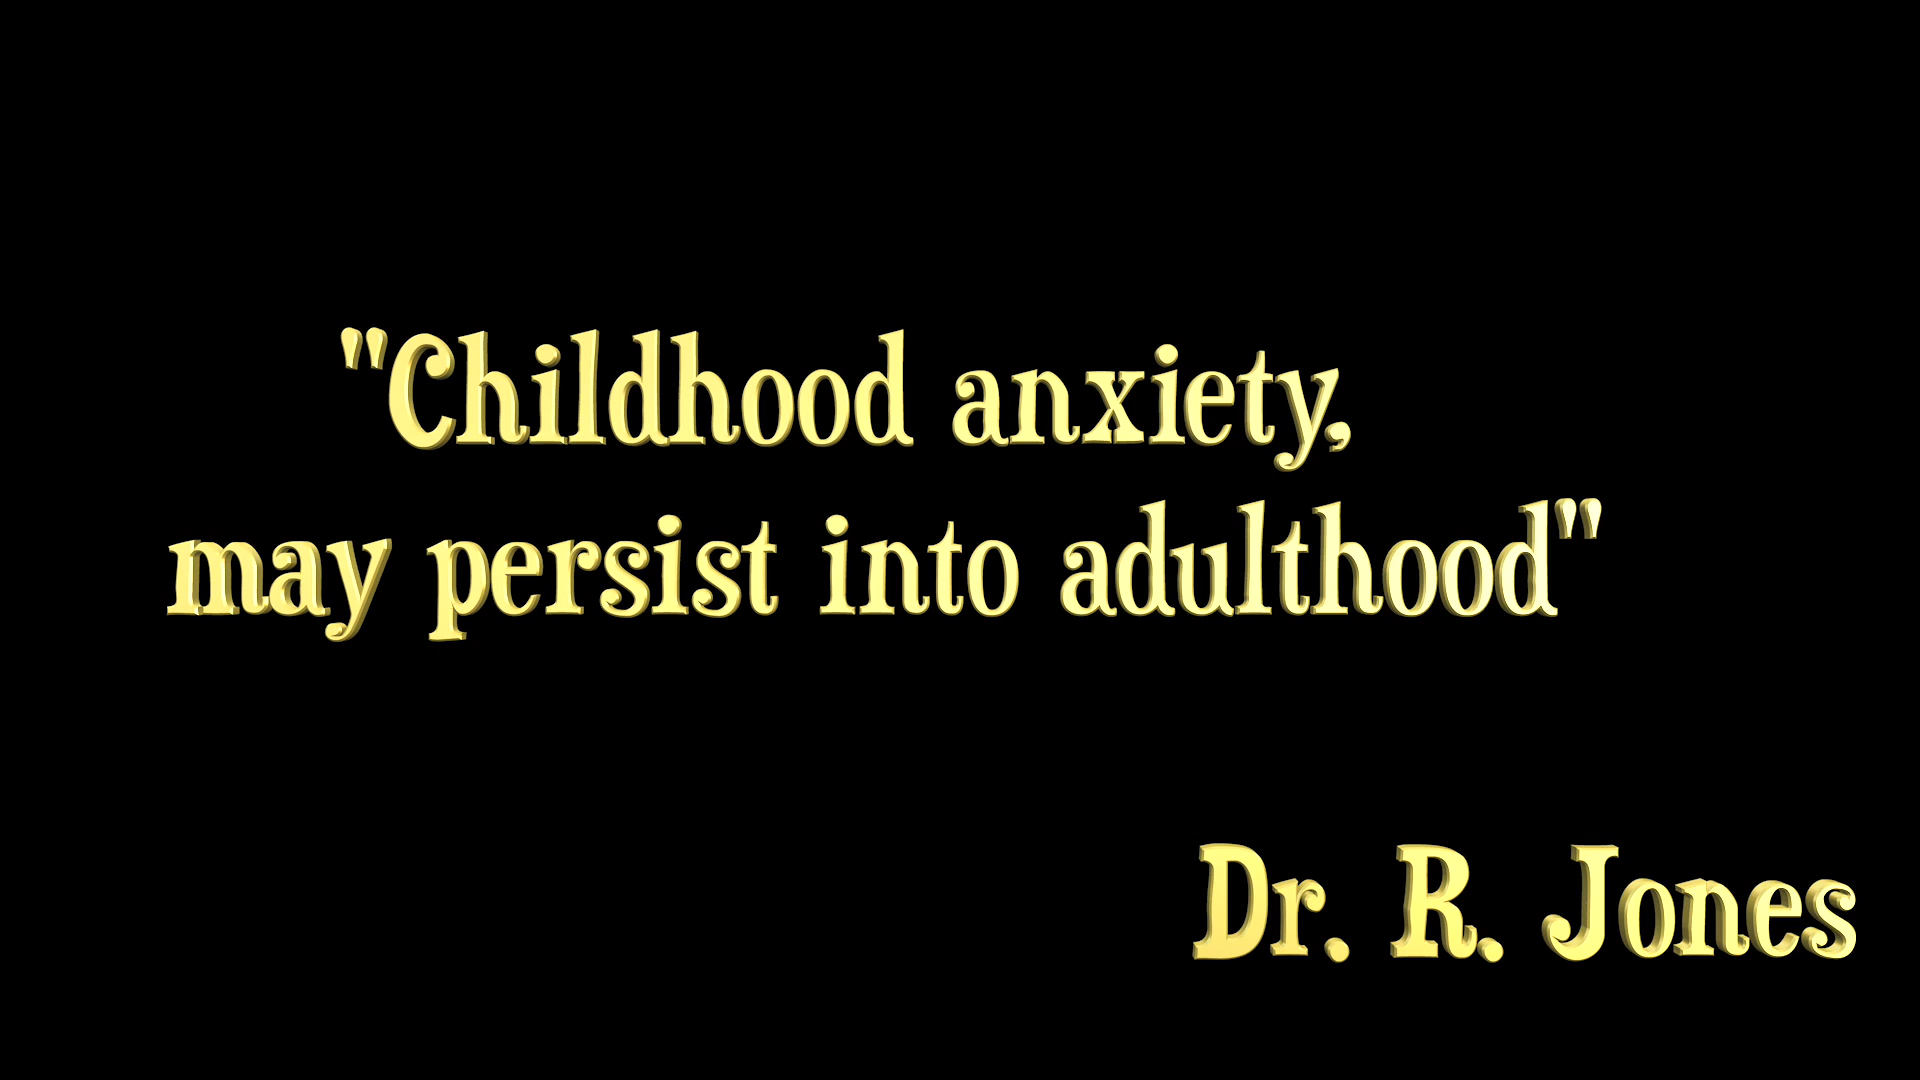 "Childhood anxiety,
may persist into adulthood"
Dr. R. Jones